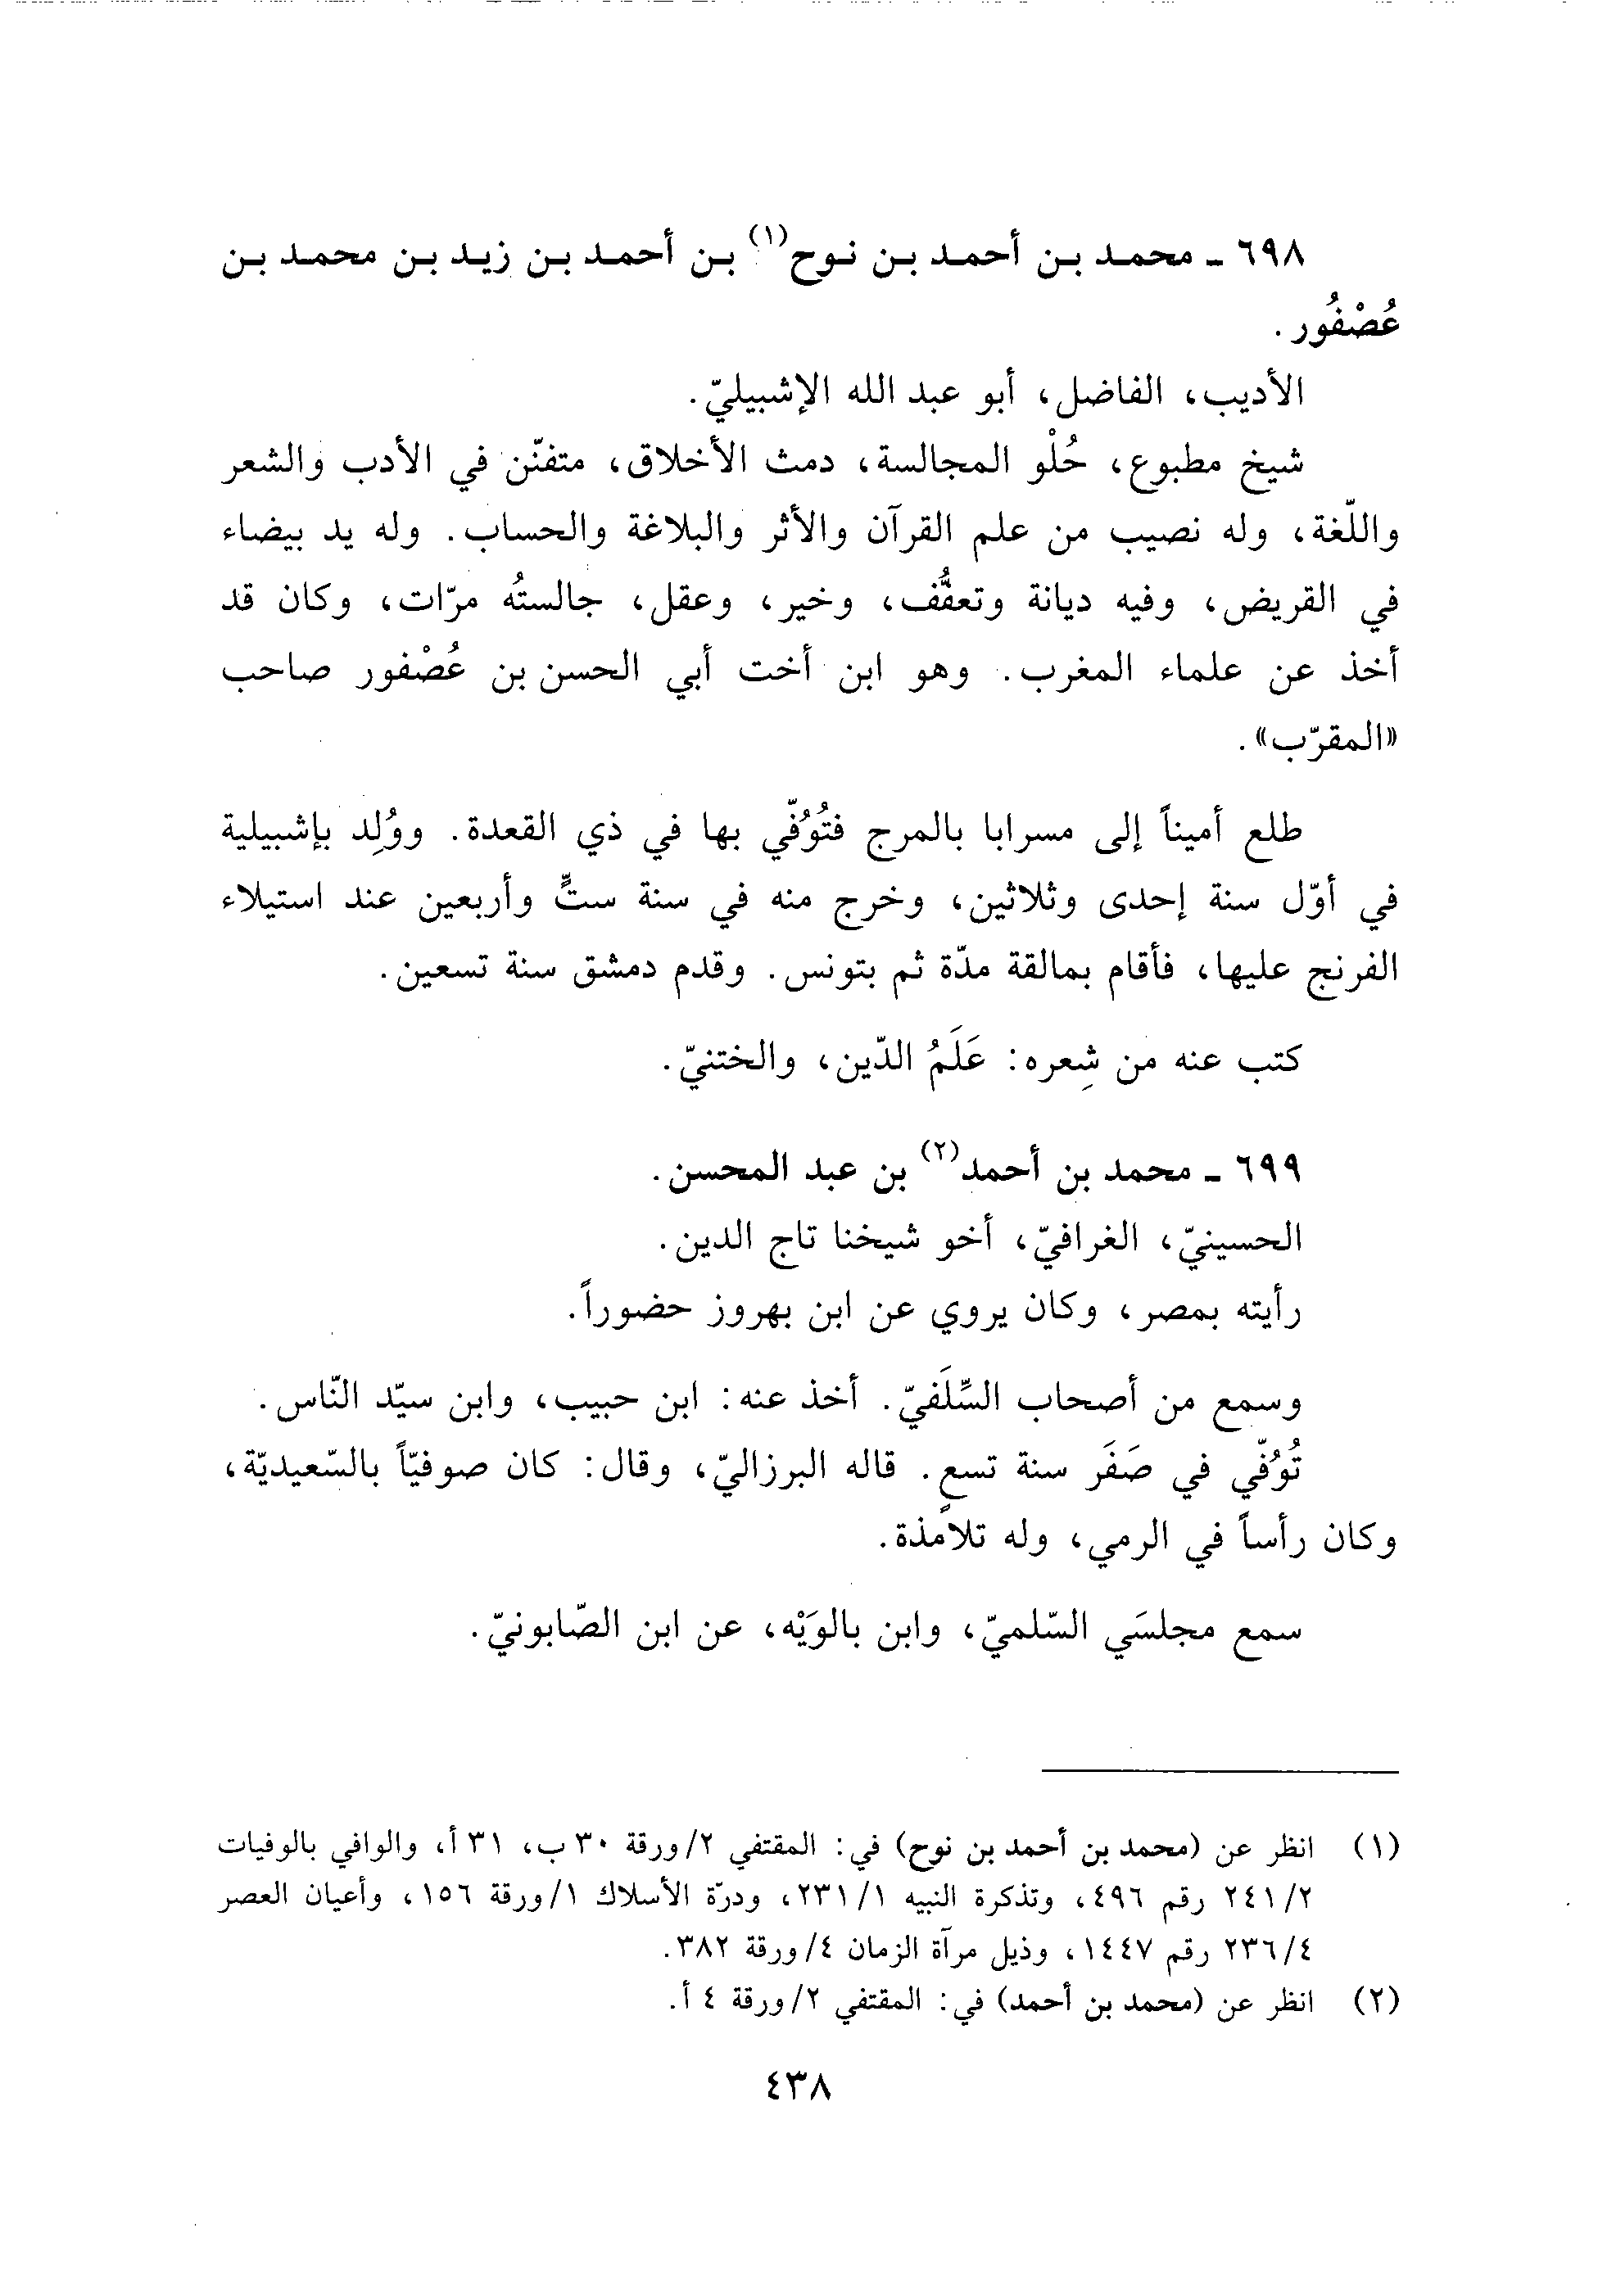 ٦٩٨ ـ محمد بن أحمد بن نوح(١) بن أحمد بن زيد بن محمد بن
عُصْفُور.
الأديب، الفاضل، أبو عبد الله الإشبيليّ.
شيخ مطبوع، حُلْو المجالسة، دمث الأخلاق، متفنّن في الأدب والشعر
واللّغة، وله نصيب من علم القرآن والأثر والبلاغة والحساب. وله يد بيضاء
في القريض، وفيه ديانة وتعفُّف، وخير، وعقل، جالستُه مرّات، وكان قد
أخذ عن علماء المغرب. وهو ابن أخت أبي الحسن بن عُصْفور صاحب
«المقرّب».
طلع أميناً إلى مسرابا بالمرج فتُوُفّي بها في ذي القعدة. ووُلِد بإشبيلية
في أوّل سنة إحدى وثلاثين، وخرج منه في سنة ستٍّ وأربعين عند استيلاء
الفرنج عليها، فأقام بمالقة مدّة ثم بتونس. وقدم دمشق سنة تسعين.
كتب عنه من شِعره: عَلَمُ الدّين، والختنيّ.
٦٩٩ ـ محمد بن أحمد(٢) بن عبد المحسن.
الحسينيّ، الغرافيّ، أخو شيخنا تاج الدين.
رأيته بمصر، وكان يروي عن ابن بهروز حضوراً.
وسمع من أصحاب السِّلَفيّ. أخذ عنه: ابن حبيب، وابن سيّد النّاس.
تُوُفّي في صَفَر سنة تسعٍ. قاله البرزاليّ، وقال: كان صوفيّاً بالسّعيديّة،
وكان رأساً في الرمي، وله تلامذة.
سمع مجلسَي السّلميّ، وابن بالوَيْه، عن ابن الصّابونيّ.
(١) انظر عن (محمد بن أحمد بن نوح) في: المقتفي ٢/ورقة ٣٠ ب، ٣١ أ، والوافي بالوفيات
٢٤١/٢ رقم ٤٩٦، وتذكرة النبيه ٢٣١/١، ودرّة الأسلاك ١/ورقة ١٥٦، وأعيان العصر
٢٣٦/٤ رقم ١٤٤٧، وذيل مرآة الزمان ٤/ورقة ٣٨٢.
(٢) انظر عن (محمد بن أحمد) في: المقتفي ٢/ورقة ٤ أ.
٤٣٨